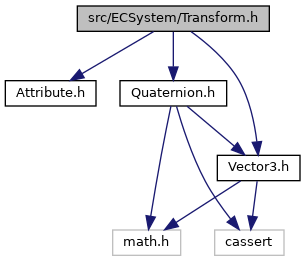 src/ECSystem/Transform.h
Attribute.h
Quaternion.h
Vector3.h
math.h
cassert